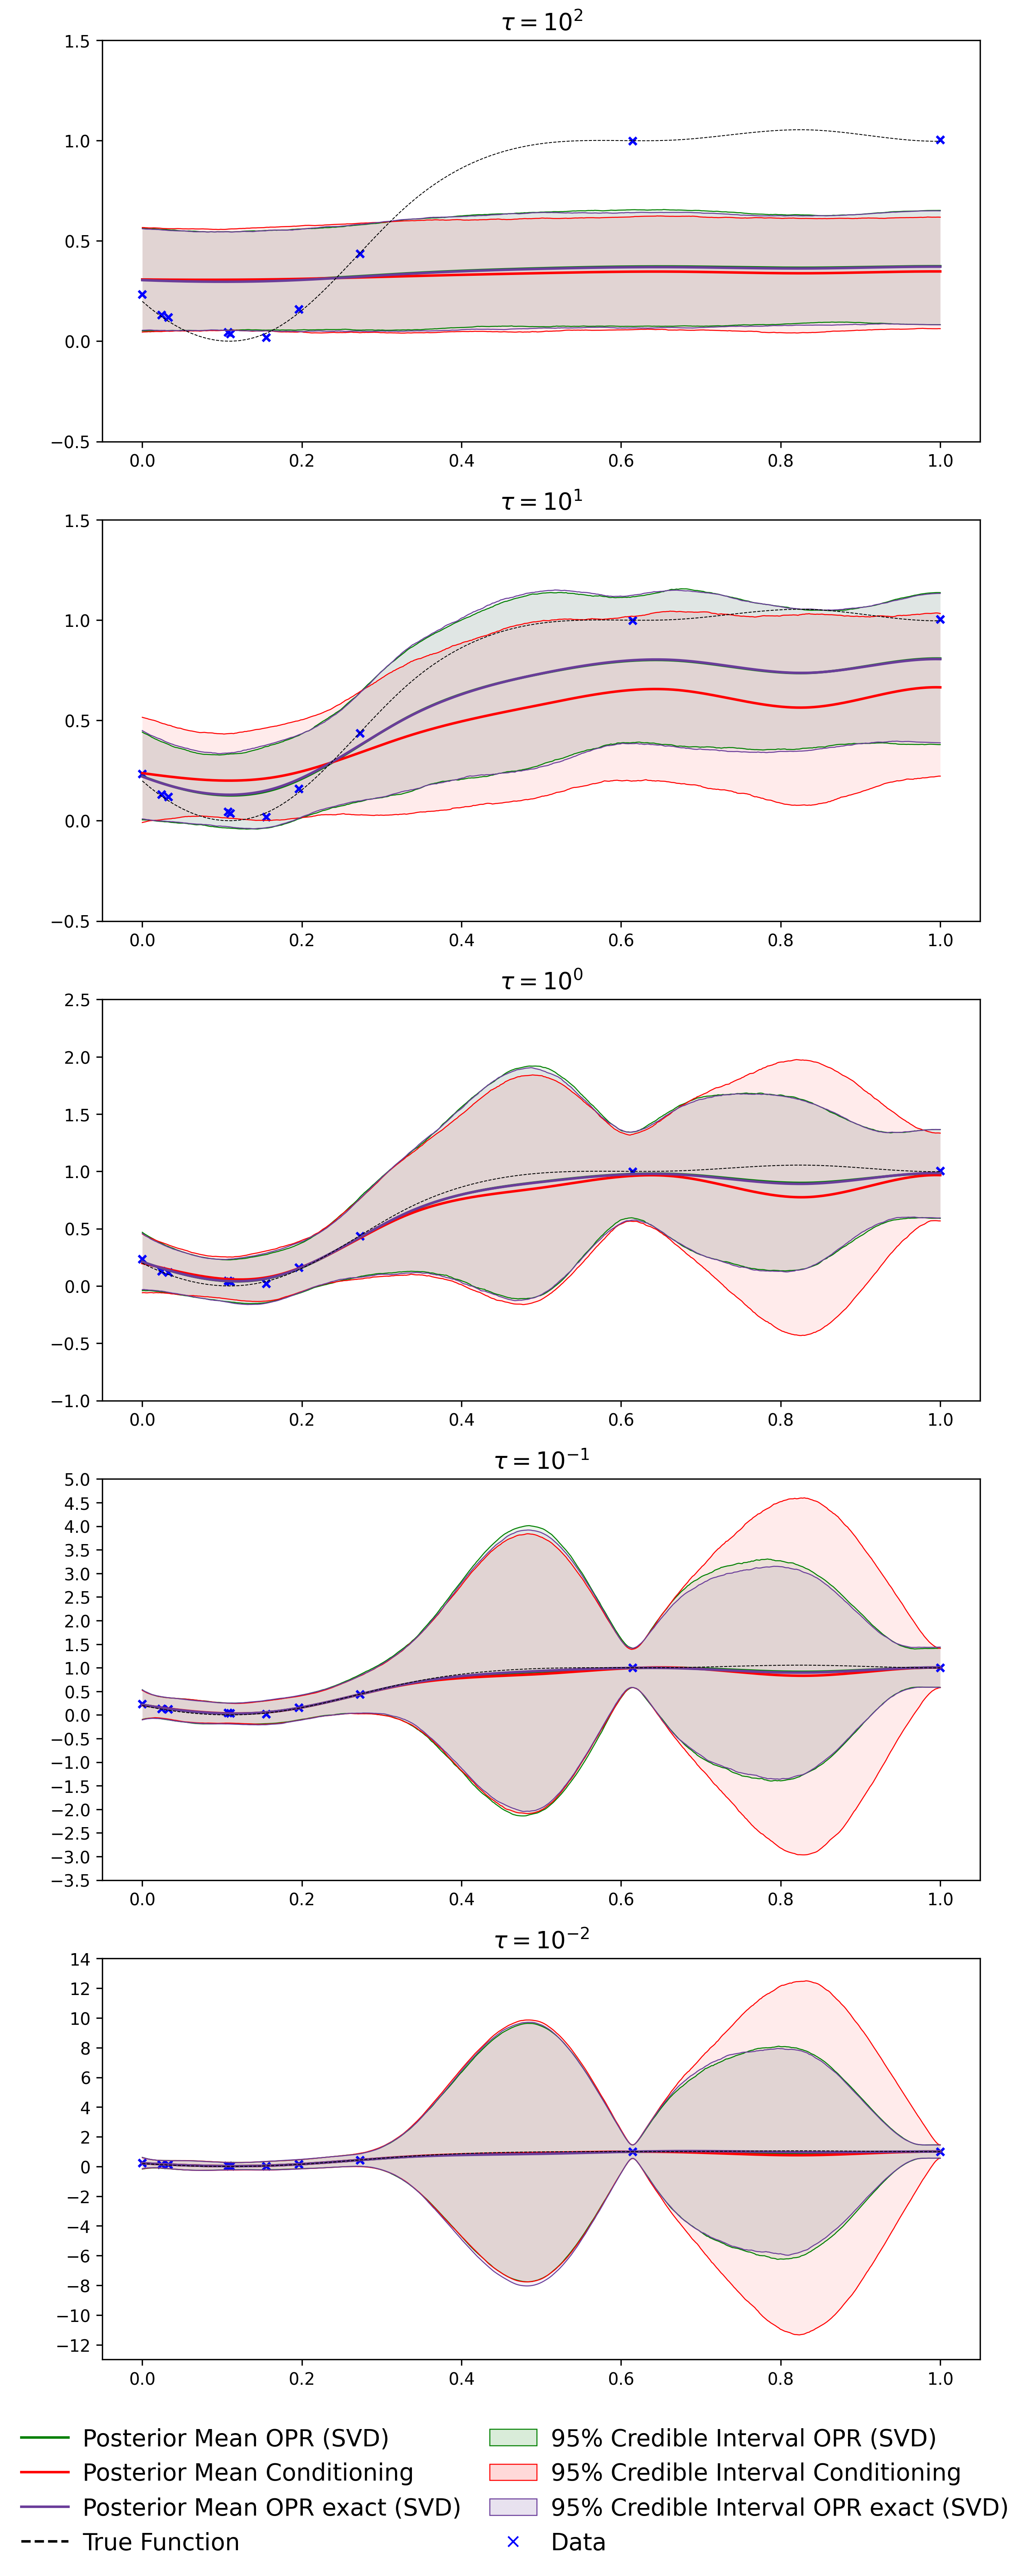 τ = 10²
1.5
1.0
0.5
0.0
−0.5
0.0 0.2 0.4 0.6 0.8 1.0
τ = 10¹
1.5
1.0
0.5
0.0
−0.5
0.0 0.2 0.4 0.6 0.8 1.0
τ = 10⁰
2.5
2.0
1.5
1.0
0.5
0.0
−0.5
−1.0
0.0 0.2 0.4 0.6 0.8 1.0
τ = 10⁻¹
5.0
4.5
4.0
3.5
3.0
2.5
2.0
1.5
1.0
0.5
0.0
−0.5
−1.0
−1.5
−2.0
−2.5
−3.0
−3.5
0.0 0.2 0.4 0.6 0.8 1.0
τ = 10⁻²
14
12
10
8
6
4
2
0
−2
−4
−6
−8
−10
−12
0.0 0.2 0.4 0.6 0.8 1.0
Posterior Mean OPR (SVD)
Posterior Mean Conditioning
Posterior Mean OPR exact (SVD)
True Function
95% Credible Interval OPR (SVD)
95% Credible Interval Conditioning
95% Credible Interval OPR exact (SVD)
Data